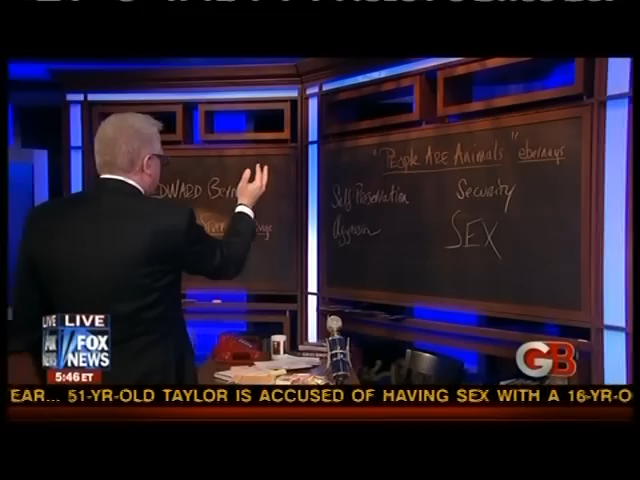 "People Are Animals" ebernays
Self Preservation
Security
Aggression
SEX
LIVE
LIVE
FOX
NEWS
5:46 ET
GB
EAR... 51-YR-OLD TAYLOR IS ACCUSED OF HAVING SEX WITH A 16-YR-O